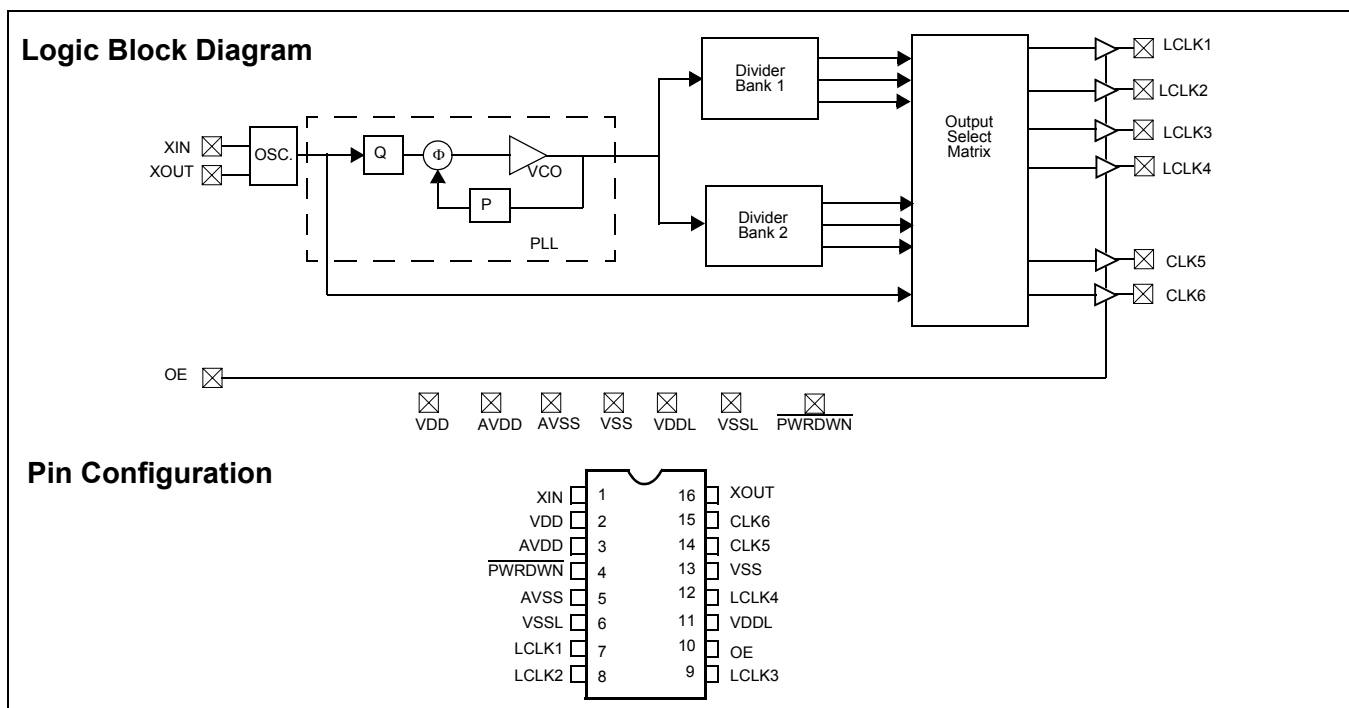 Logic Block Diagram
XIN
XOUT
OSC.
Q
Φ
VCO
P
PLL
Divider
Bank 1
Divider
Bank 2
Output
Select
Matrix
LCLK1
LCLK2
LCLK3
LCLK4
CLK5
CLK6
OE
VDD AVDD AVSS VSS VDDL VSSL PWRDWN
Pin Configuration
XIN 1 16 XOUT
VDD 2 15 CLK6
AVDD 3 14 CLK5
PWRDWN 4 13 VSS
AVSS 5 12 LCLK4
VSSL 6 11 VDDL
LCLK1 7 10 OE
LCLK2 8 9 LCLK3